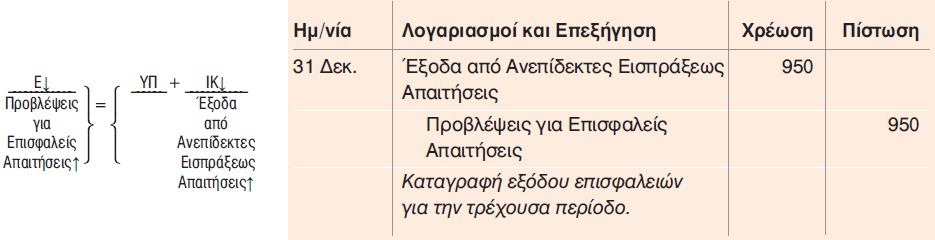 Ε↓ = ΥΠ + ΙΚ↓
Προβλέψεις Έξοδα
για από
Επισφαλείς Ανεπίδεκτες
Απαιτήσεις↑ Εισπράξεως
Απαιτήσεις↑
Ημ/νία Λογαριασμοί και Επεξήγηση Χρέωση Πίστωση
31 Δεκ. Έξοδα από Ανεπίδεκτες Εισπράξεως 950
Απαιτήσεις
Προβλέψεις για Επισφαλείς 950
Απαιτήσεις
Καταγραφή εξόδου επισφαλειών
για την τρέχουσα περίοδο.